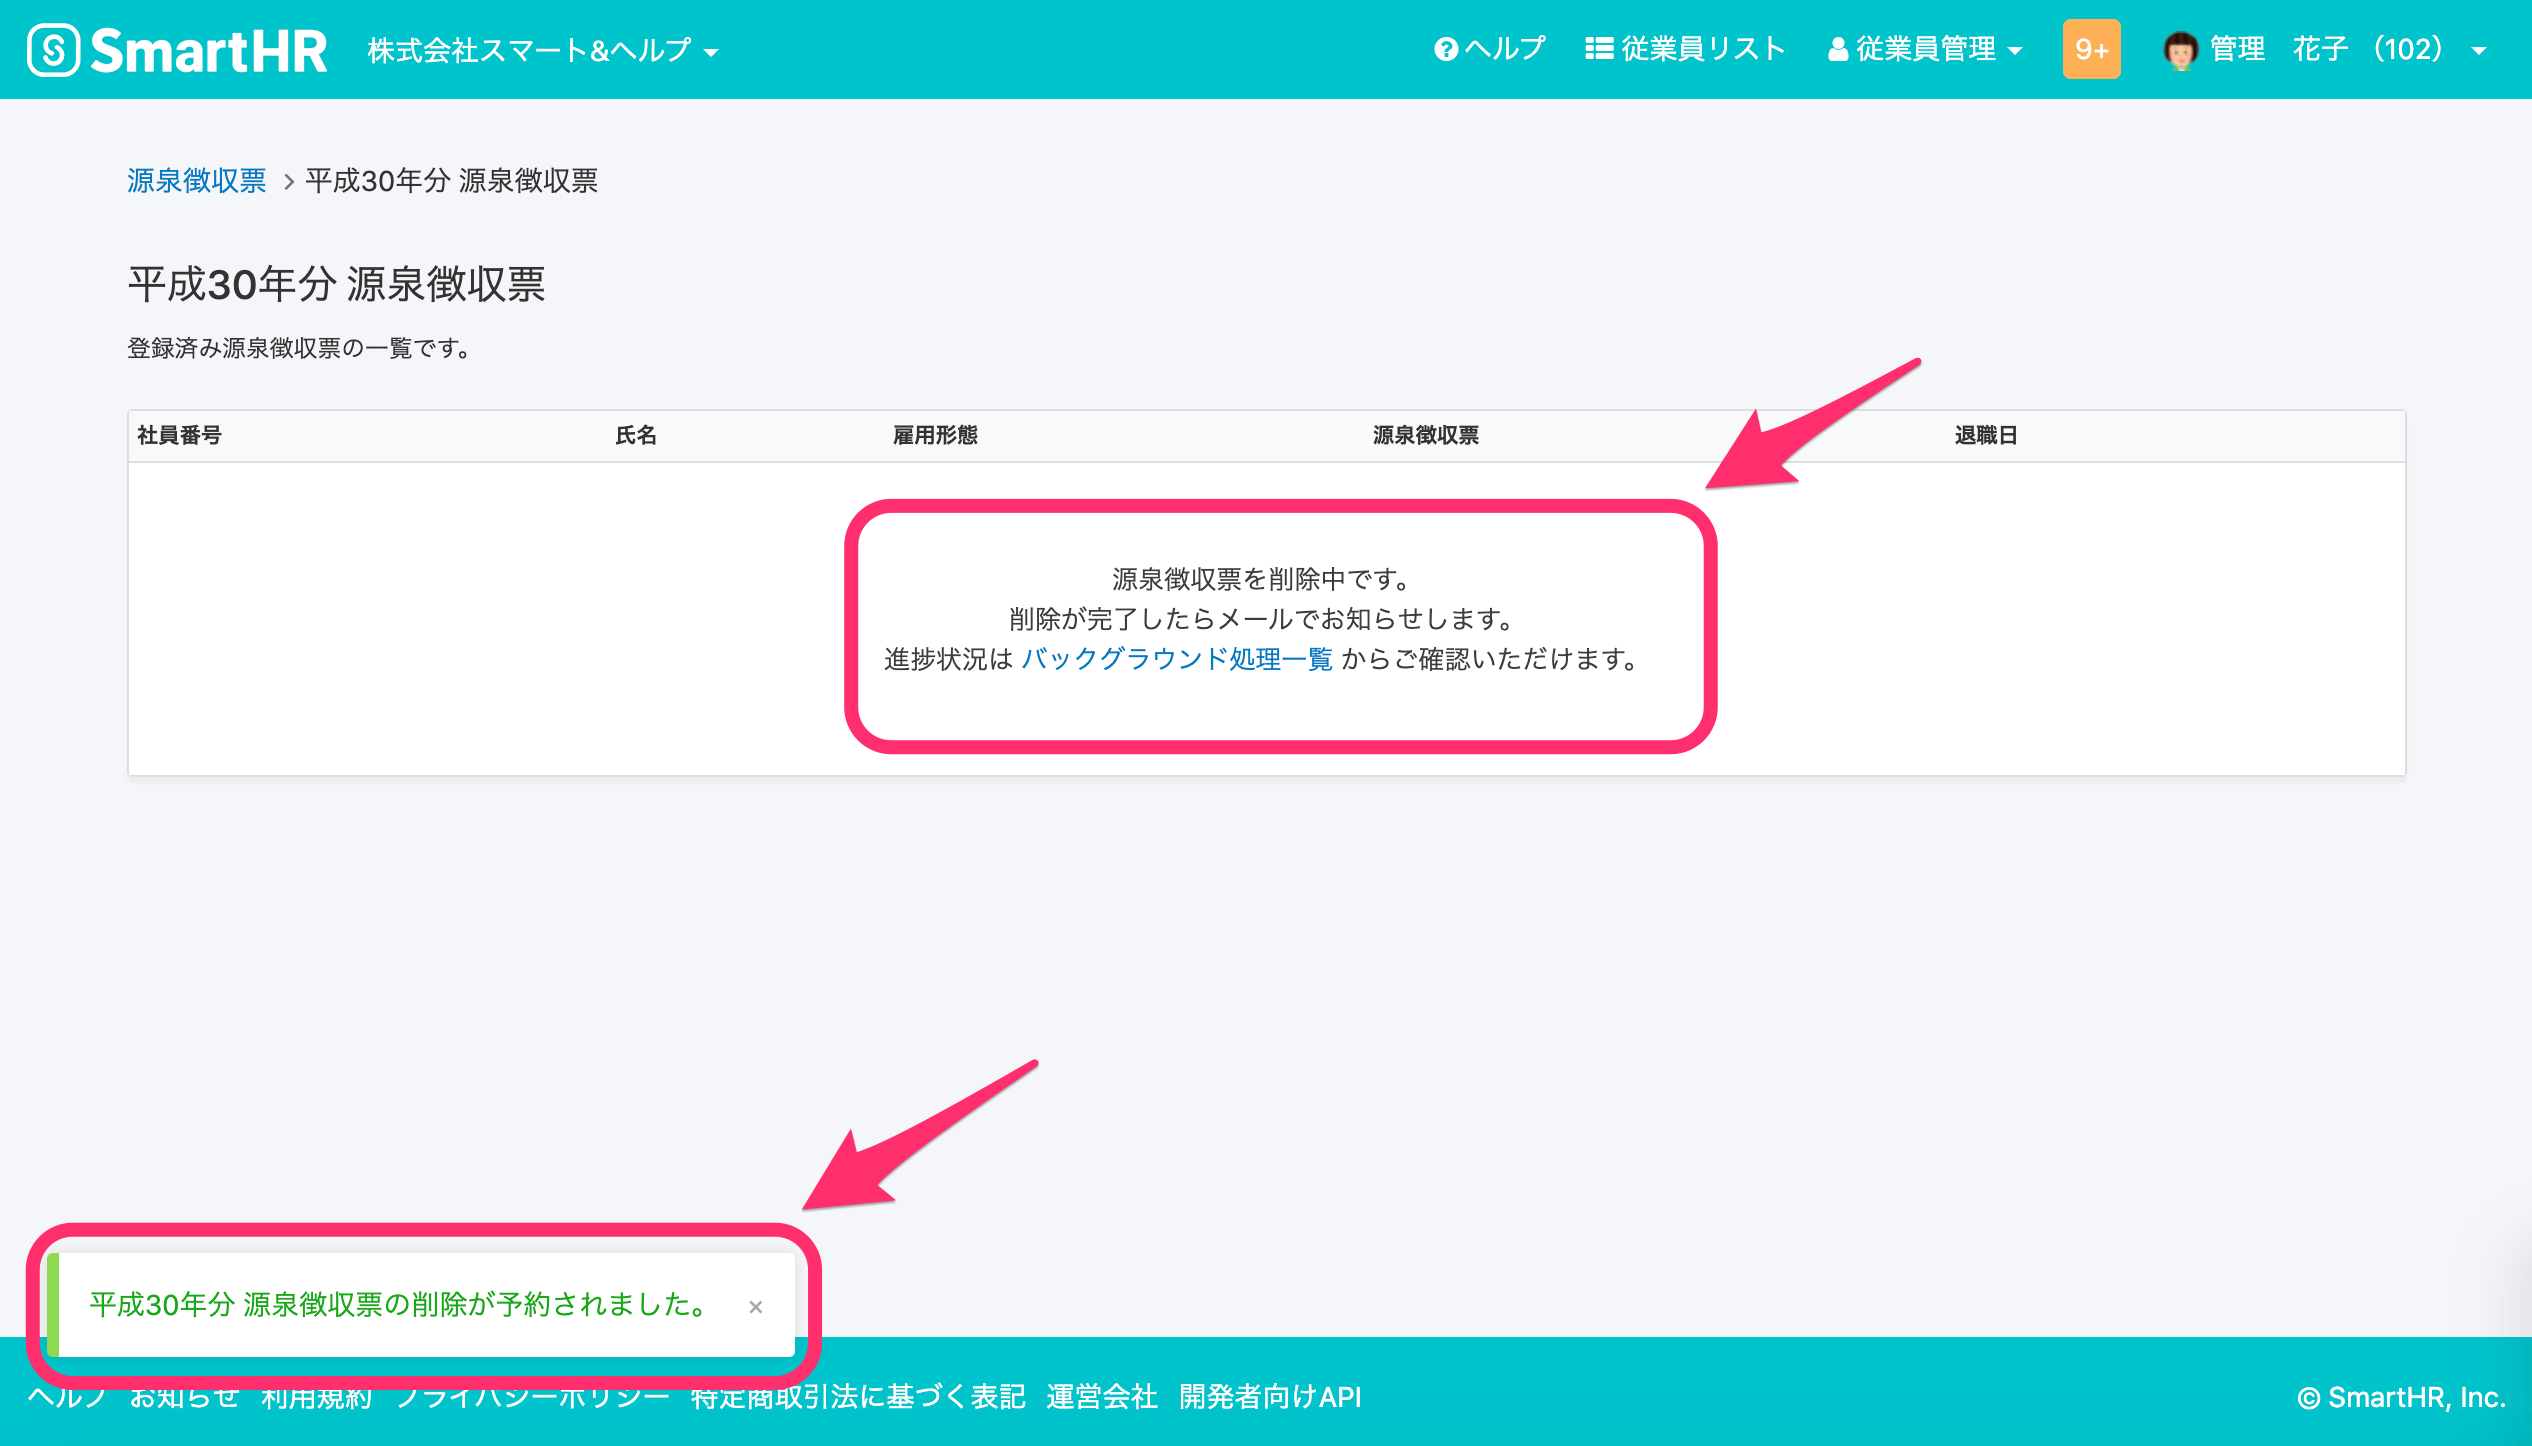 SmartHR 株式会社スマート&ヘルプ ヘルプ 従業員リスト 従業員管理 9+ 管理 花子 （102）
源泉徴収票 > 平成30年分 源泉徴収票
平成30年分 源泉徴収票
登録済み源泉徴収票の一覧です。
社員番号 氏名 雇用形態 源泉徴収票 退職日
源泉徴収票を削除中です。
削除が完了したらメールでお知らせします。
進捗状況は バックグラウンド処理一覧 からご確認いただけます。
平成30年分 源泉徴収票の削除が予約されました。 ×
ヘルプ お知らせ 利用規約 プライバシーポリシー 特定商取引法に基づく表記 運営会社 開発者向けAPI © SmartHR, Inc.